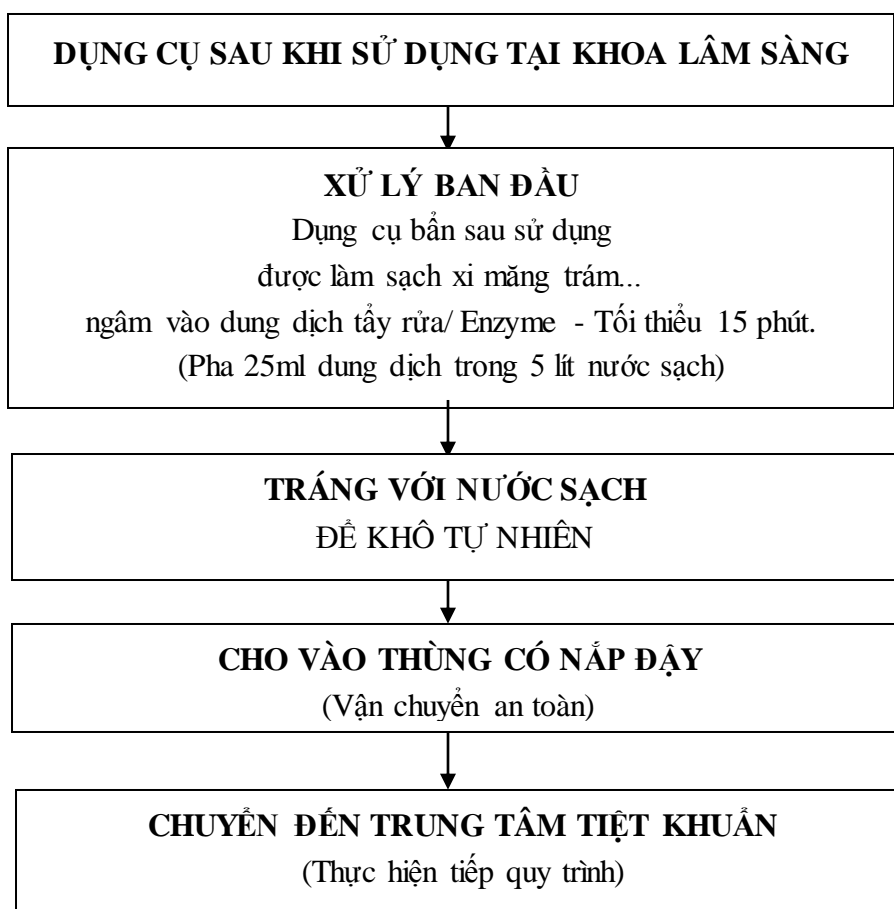 DỤNG CỤ SAU KHI SỬ DỤNG TẠI KHOA LÂM SÀNG
XỬ LÝ BAN ĐẦU
Dụng cụ bẩn sau sử dụng
được làm sạch xi măng trám...
ngâm vào dung dịch tẩy rửa/ Enzyme - Tối thiểu 15 phút.
(Pha 25ml dung dịch trong 5 lít nước sạch)
TRÁNG VỚI NƯỚC SẠCH
ĐỂ KHÔ TỰ NHIÊN
CHO VÀO THÙNG CÓ NẮP ĐẬY
(Vận chuyển an toàn)
CHUYỂN ĐẾN TRUNG TÂM TIỆT KHUẨN
(Thực hiện tiếp quy trình)